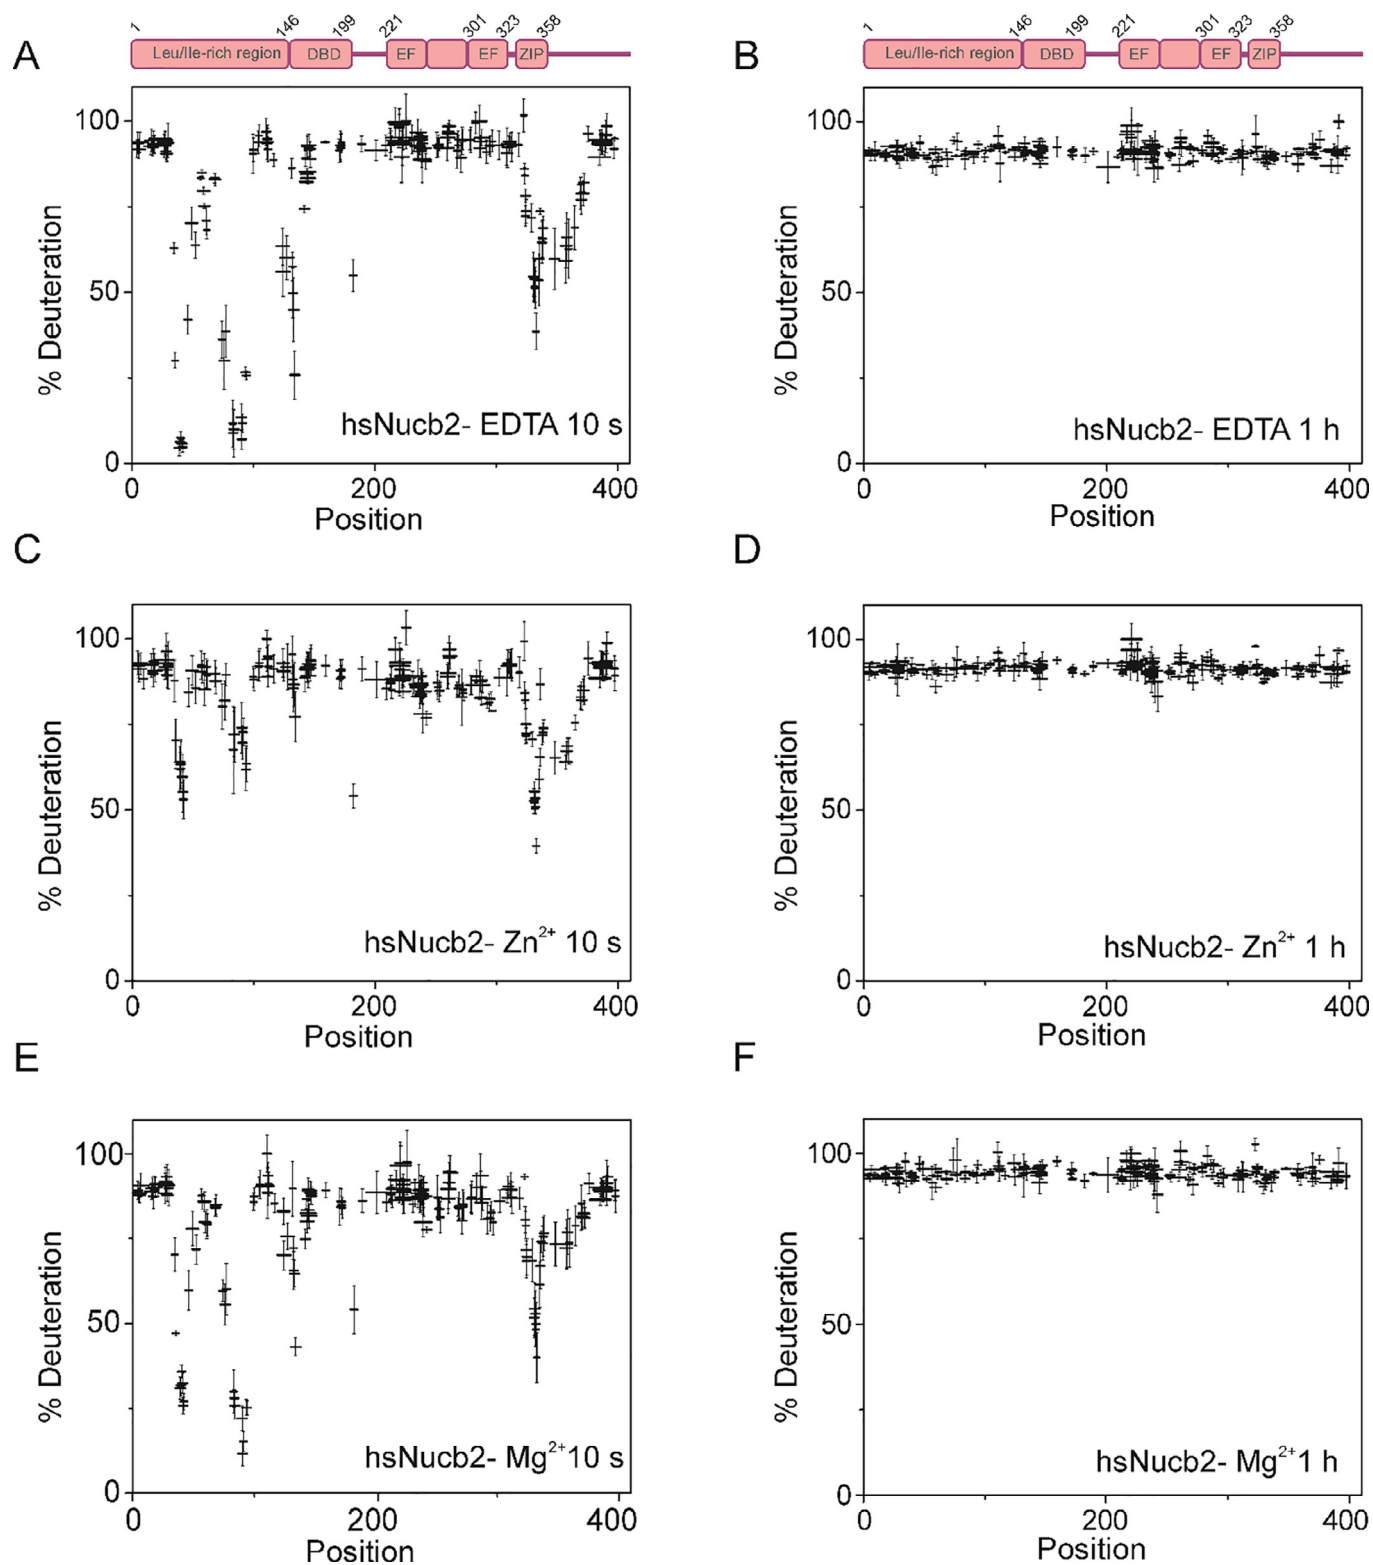 A
1 146 199 221 301 323 358
Leu/Ile-rich region DBD EF EF ZIP
100
50
0
% Deuteration
hsNucb2- EDTA 10 s
0 200 400
Position
B
1 146 199 221 301 323 358
Leu/Ile-rich region DBD EF EF ZIP
100
50
0
% Deuteration
hsNucb2- EDTA 1 h
0 200 400
Position
C
100
50
0
% Deuteration
hsNucb2- Zn²⁺ 10 s
0 200 400
Position
D
100
50
0
% Deuteration
hsNucb2- Zn²⁺ 1 h
0 200 400
Position
E
100
50
0
% Deuteration
hsNucb2- Mg²⁺10 s
0 200 400
Position
F
100
50
0
% Deuteration
hsNucb2- Mg²⁺1 h
0 200 400
Position